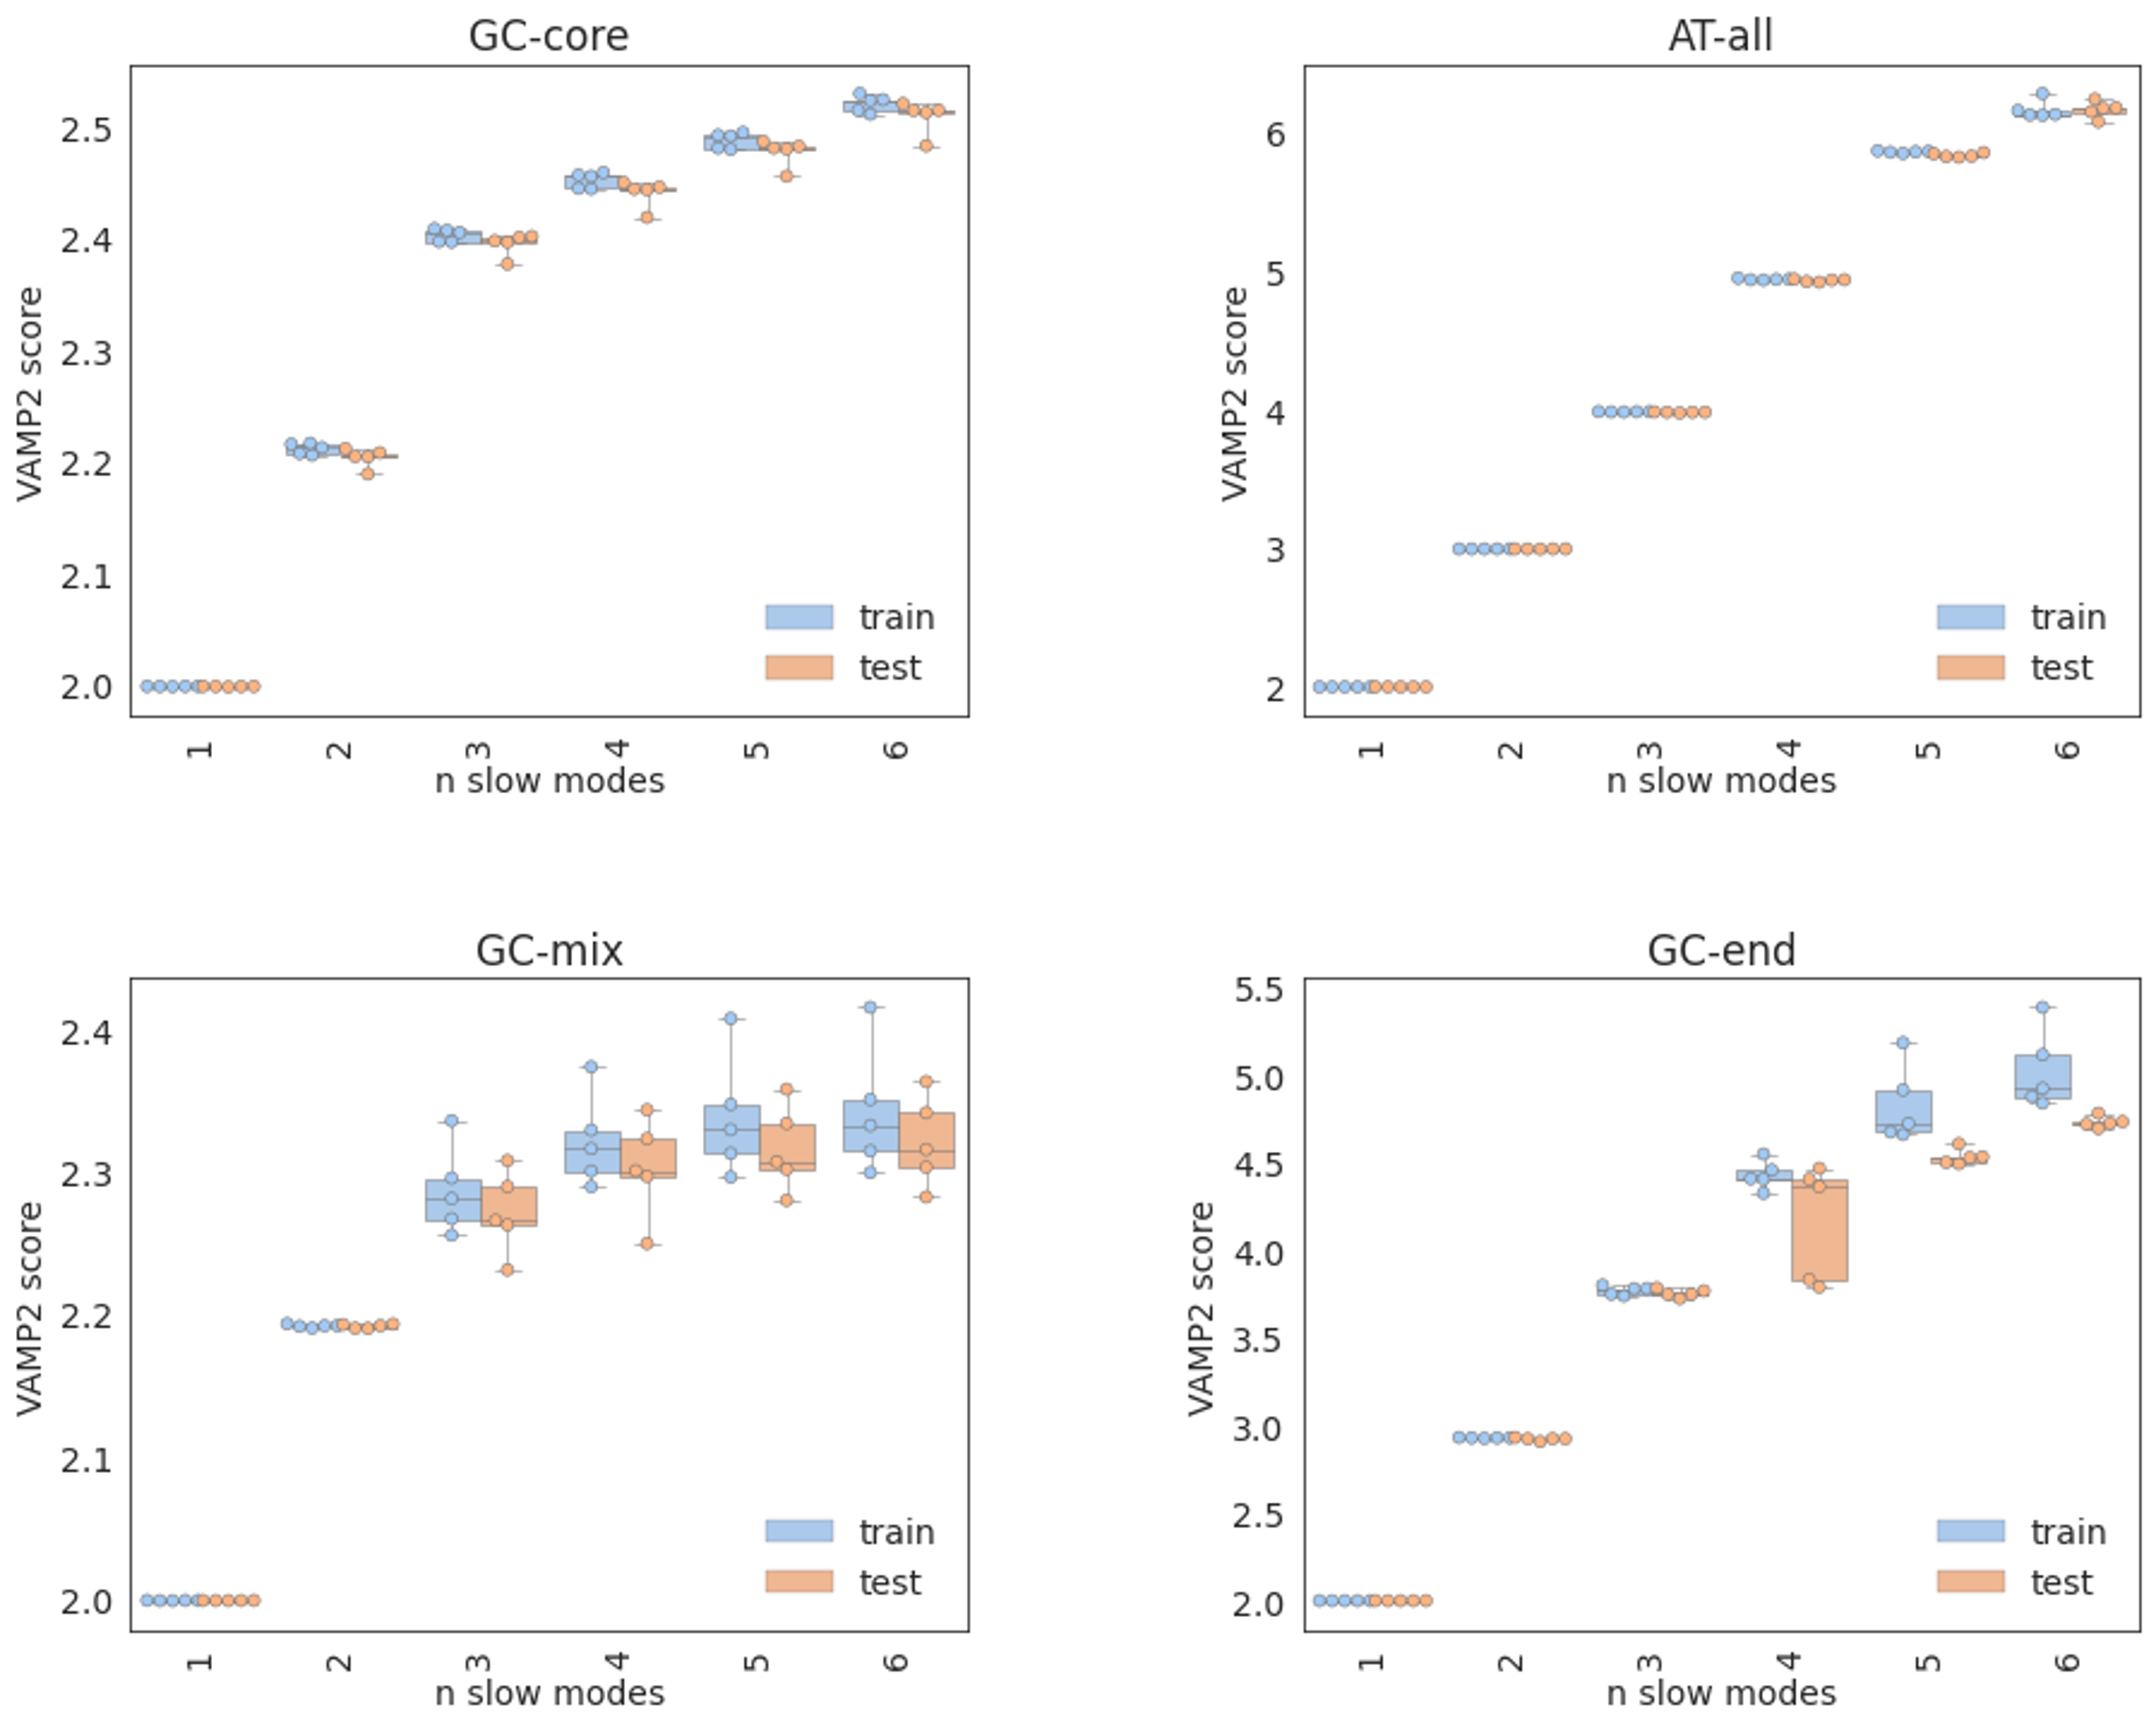 GC-core
VAMP2 score
2.5
2.4
2.3
2.2
2.1
2.0
train
test
1 2 3 4 5 6
n slow modes
AT-all
VAMP2 score
6
5
4
3
2
train
test
1 2 3 4 5 6
n slow modes
GC-mix
VAMP2 score
2.4
2.3
2.2
2.1
2.0
train
test
1 2 3 4 5 6
n slow modes
GC-end
VAMP2 score
5.5
5.0
4.5
4.0
3.5
3.0
2.5
2.0
train
test
1 2 3 4 5 6
n slow modes